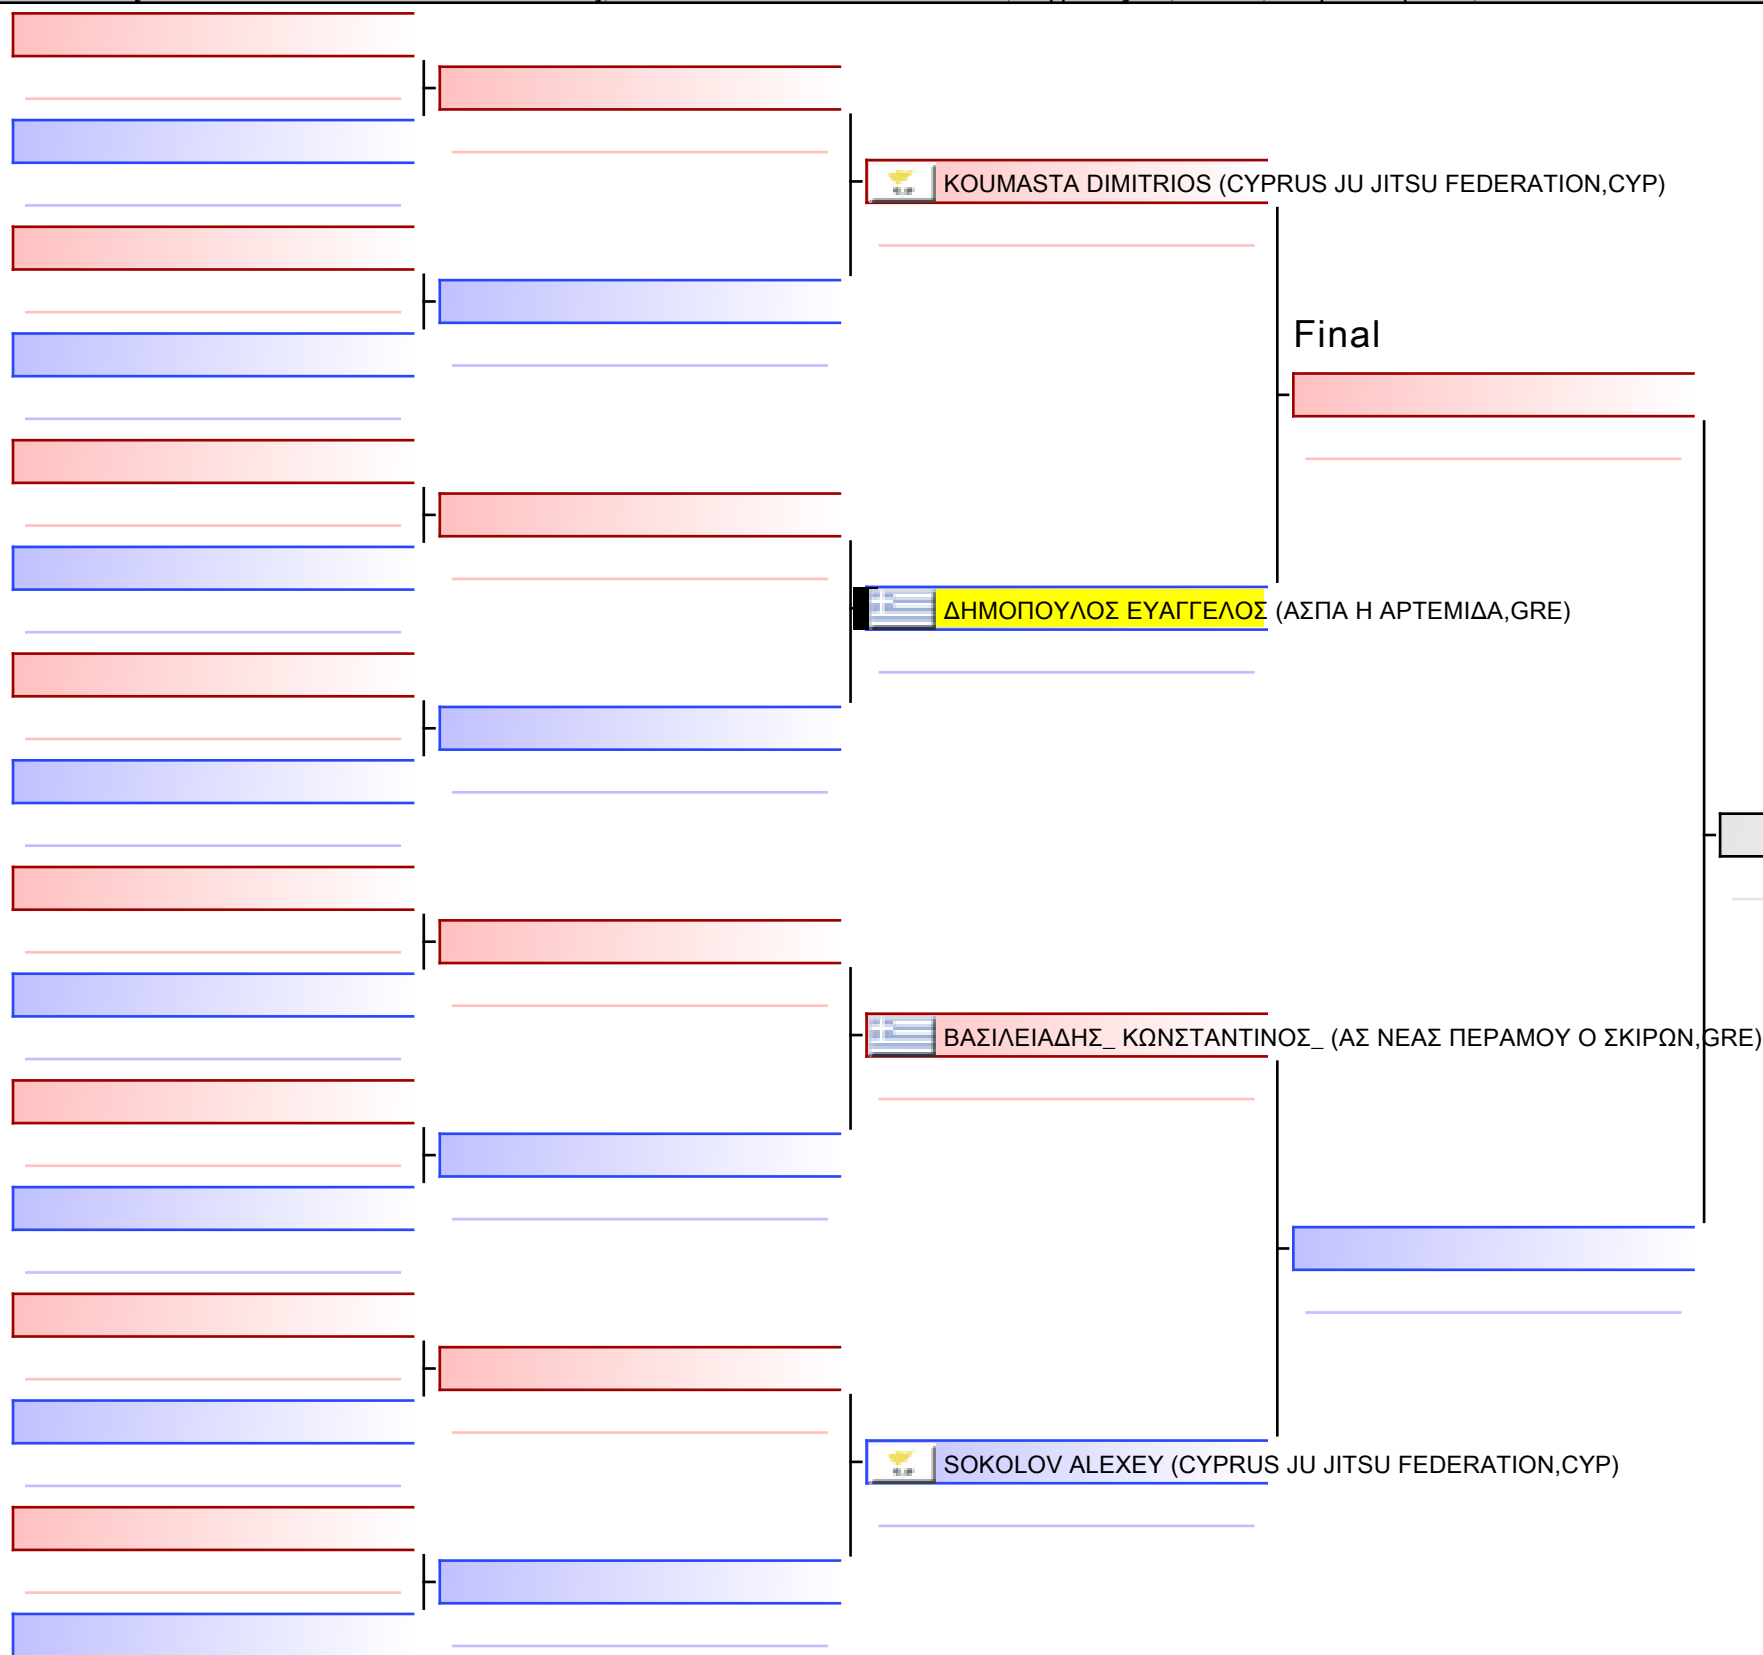 KOUMASTA DIMITRIOS (CYPRUS JU JITSU FEDERATION,CYP)
Final
ΔΗΜΟΠΟΥΛΟΣ ΕΥΑΓΓΕΛΟΣ (ΑΣΠΑ Η ΑΡΤΕΜΙΔΑ,GRE)
ΒΑΣΙΛΕΙΑΔΗΣ_ ΚΩΝΣΤΑΝΤΙΝΟΣ_ (ΑΣ ΝΕΑΣ ΠΕΡΑΜΟΥ Ο ΣΚΙΡΩΝ,GRE)
SOKOLOV ALEXEY (CYPRUS JU JITSU FEDERATION,CYP)